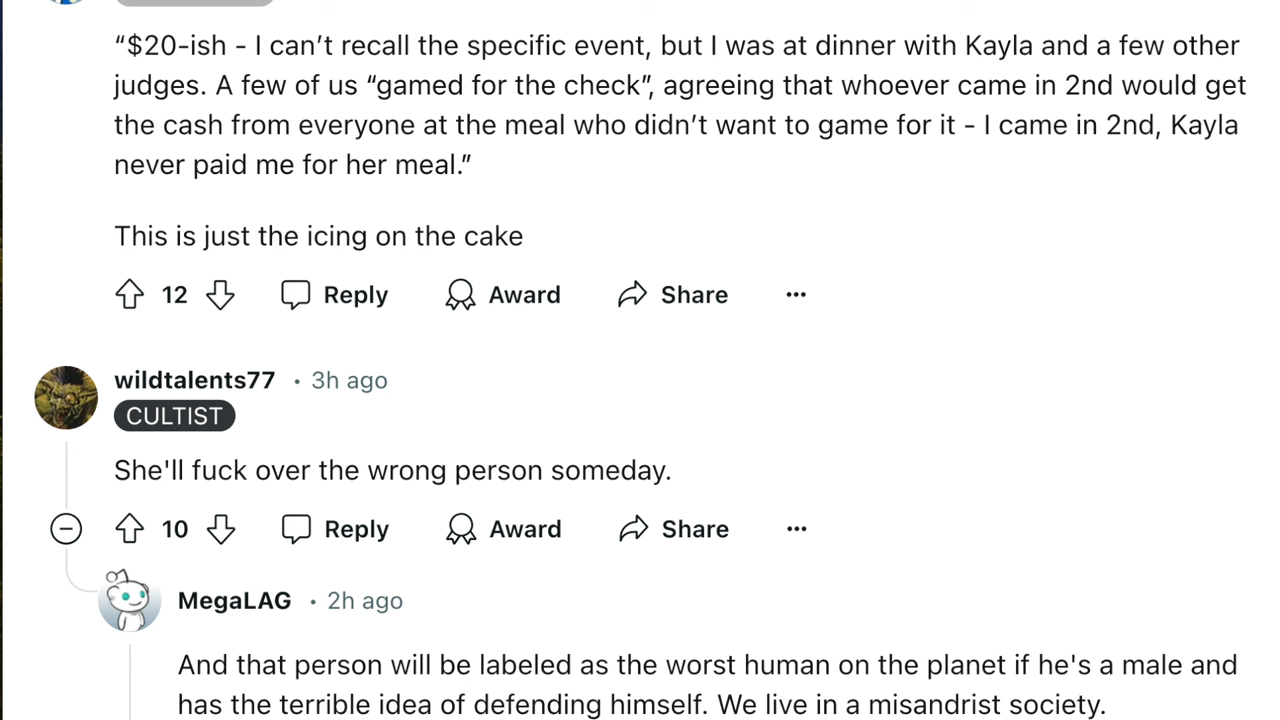 “$20-ish - I can’t recall the specific event, but I was at dinner with Kayla and a few other
judges. A few of us “gamed for the check”, agreeing that whoever came in 2nd would get
the cash from everyone at the meal who didn’t want to game for it - I came in 2nd, Kayla
never paid me for her meal.”
This is just the icing on the cake
12 Reply Award Share ...
wildtalents77 • 3h ago
CULTIST
She'll fuck over the wrong person someday.
10 Reply Award Share ...
MegaLAG • 2h ago
And that person will be labeled as the worst human on the planet if he's a male and
has the terrible idea of defending himself. We live in a misandrist society.